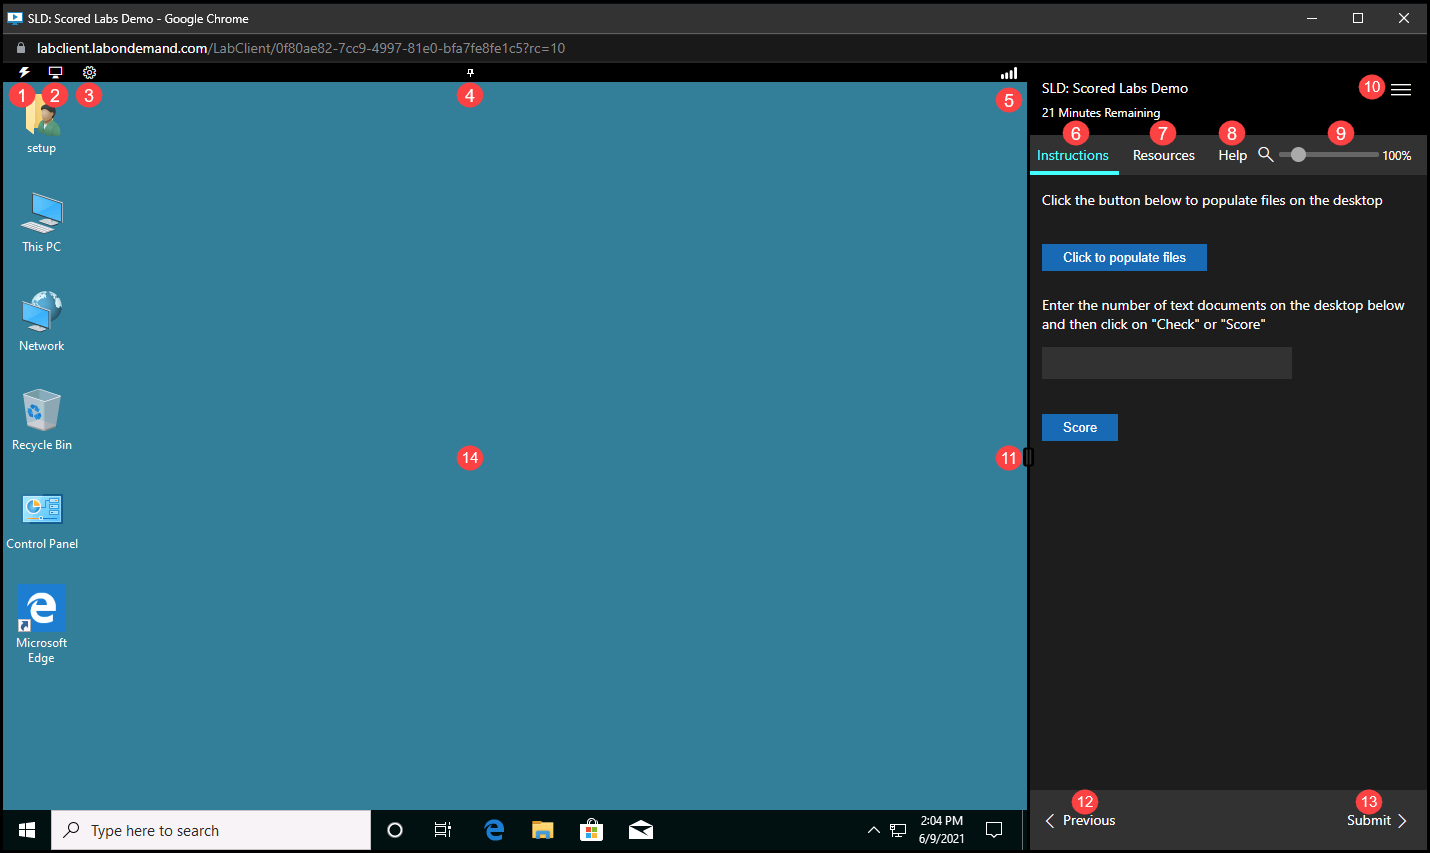 SLD: Scored Labs Demo - Google Chrome
labclient.labondemand.com/LabClient/0f80ae82-7cc9-4997-81e0-bfa7fe8fe1c5?rc=10
1
2
3
4
5
setup
This PC
Network
Recycle Bin
Control Panel
Microsoft
Edge
14
11
SLD: Scored Labs Demo
10
21 Minutes Remaining
6
7
8
9
Instructions
Resources
Help
100%
Click the button below to populate files on the desktop
Click to populate files
Enter the number of text documents on the desktop below
and then click on "Check" or "Score"
Score
12
13
Previous
Submit
Type here to search
2:04 PM
6/9/2021